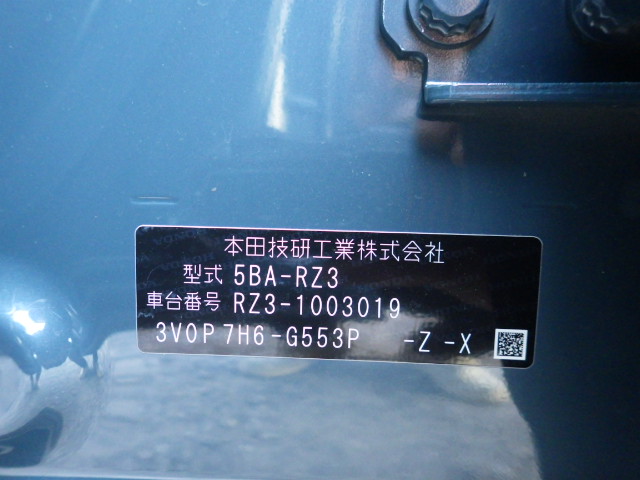 本田技研工業株式会社
型式 5BA-RZ3
車台番号 RZ3-1003019
3V0P 7H6-G553P -Z -X